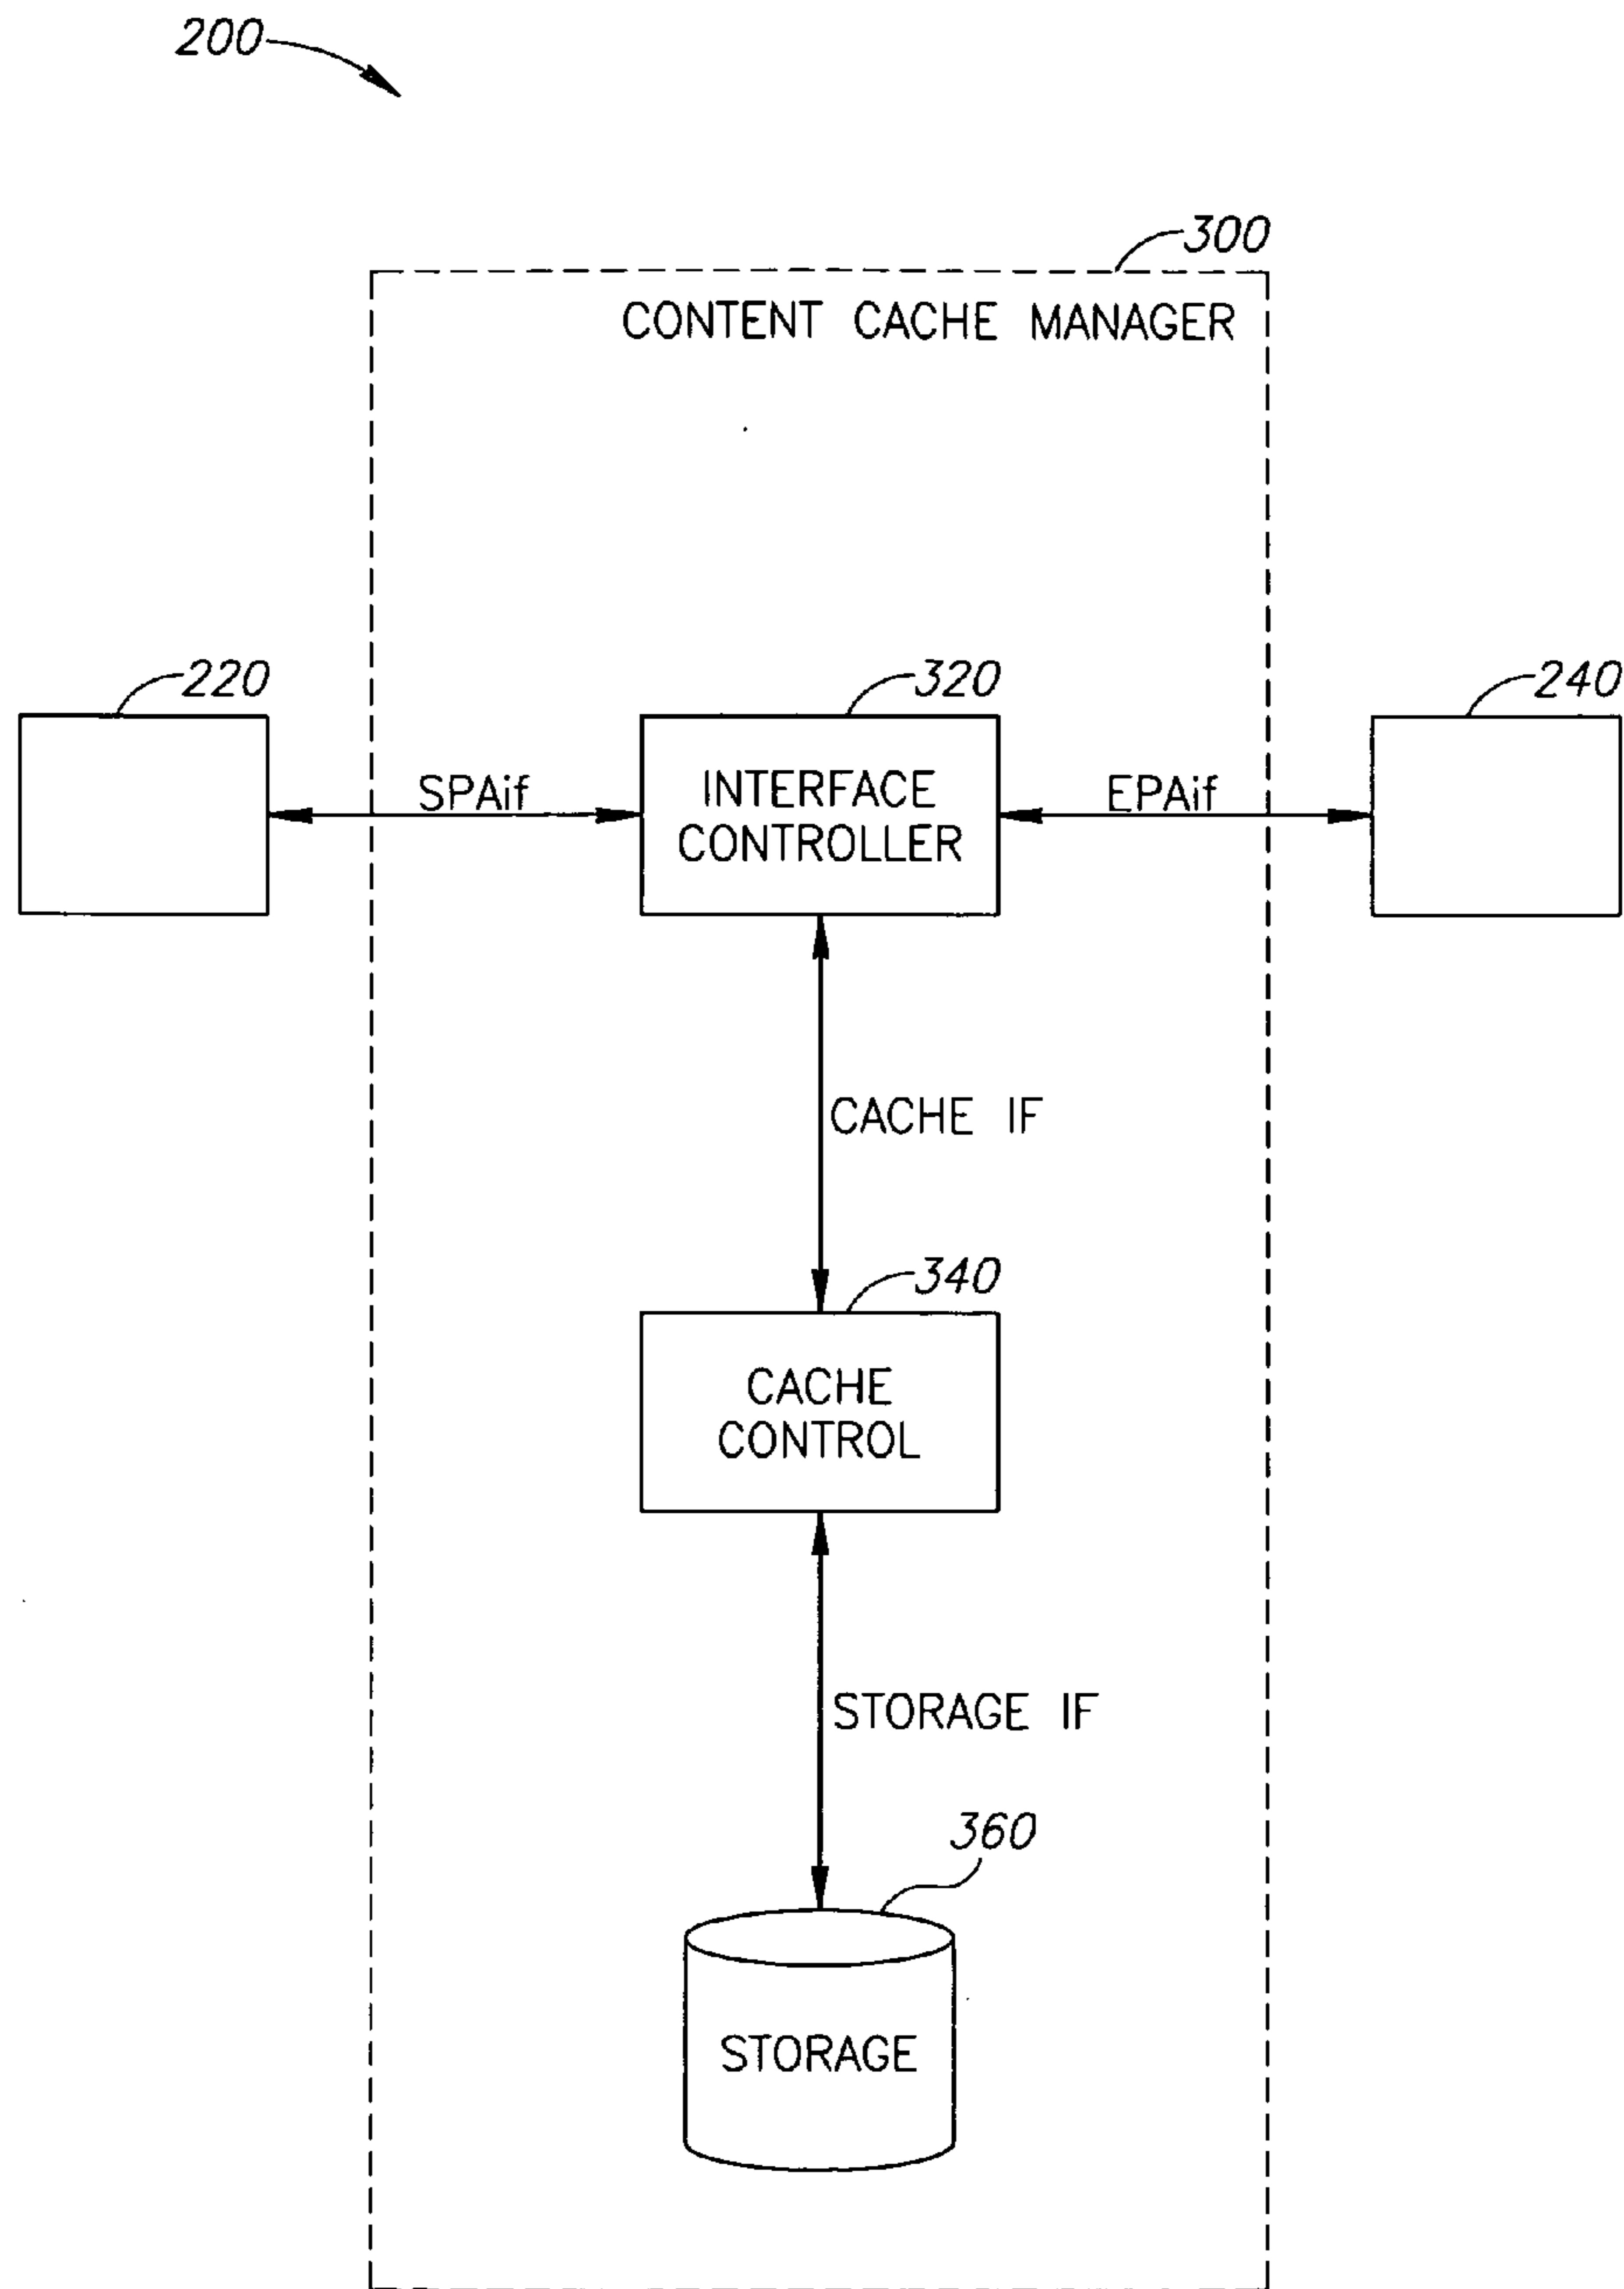 200
300
CONTENT CACHE MANAGER
220
320
240
SPAif
INTERFACE
CONTROLLER
EPAif
CACHE IF
340
CACHE
CONTROL
STORAGE IF
360
STORAGE